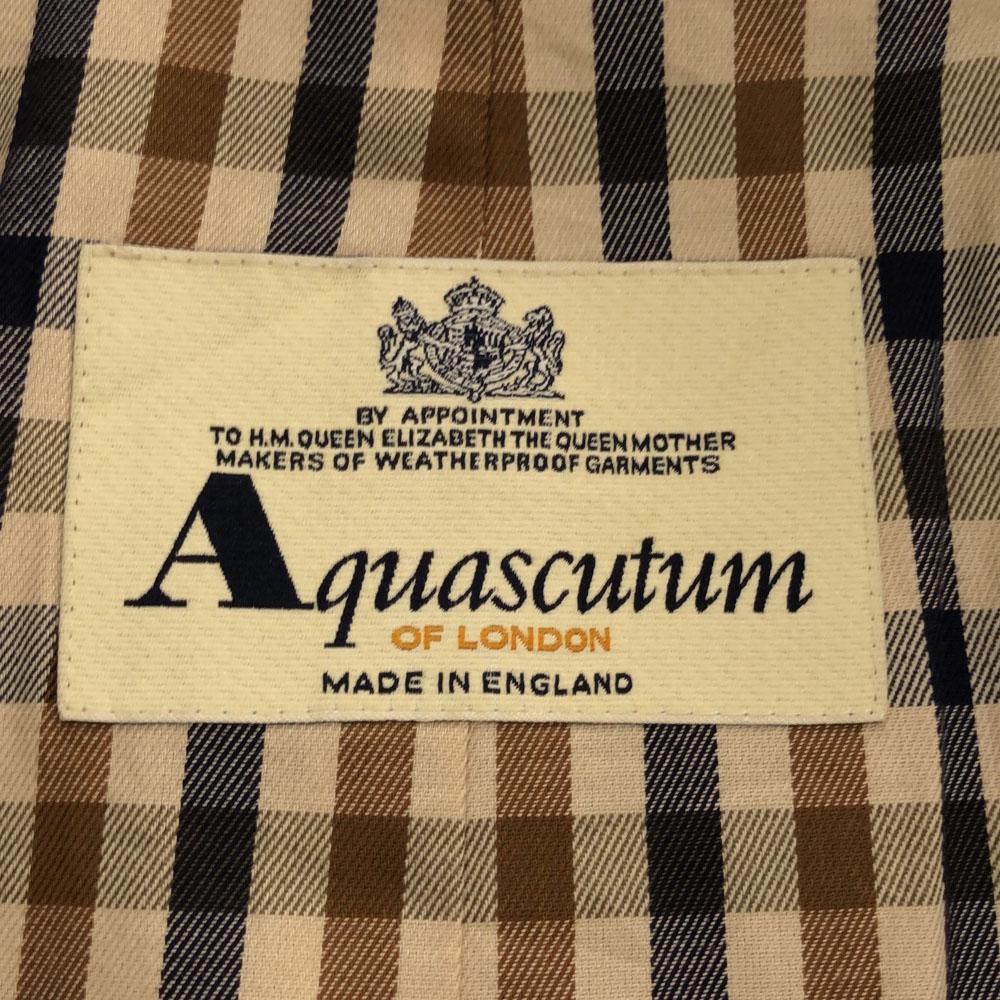 BY APPOINTMENT
TO H.M. QUEEN ELIZABETH THE QUEEN MOTHER
MAKERS OF WEATHERPROOF GARMENTS
Aquascutum
OF LONDON
MADE IN ENGLAND